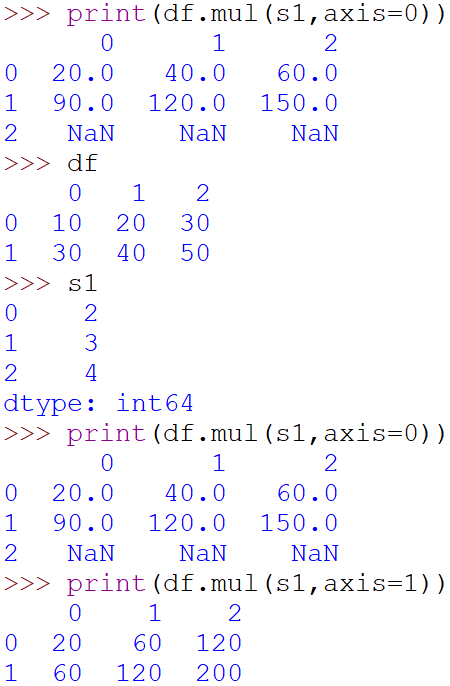 >>> print(df.mul(s1,axis=0))
      0      1      2
0  20.0   40.0   60.0
1  90.0  120.0  150.0
2   NaN    NaN    NaN
>>> df
    0   1   2
0  10  20  30
1  30  40  50
>>> s1
0    2
1    3
2    4
dtype: int64
>>> print(df.mul(s1,axis=0))
      0      1      2
0  20.0   40.0   60.0
1  90.0  120.0  150.0
2   NaN    NaN    NaN
>>> print(df.mul(s1,axis=1))
    0    1    2
0  20   60  120
1  60  120  200